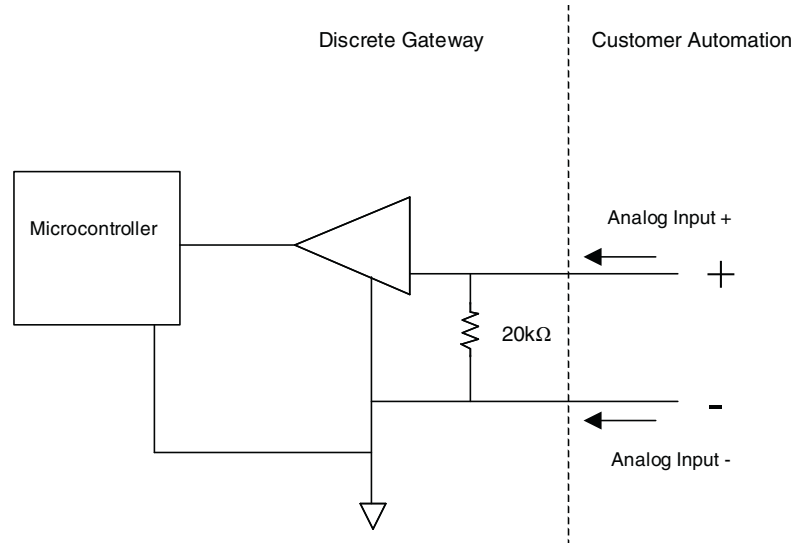 Discrete Gateway
Customer Automation
Microcontroller
Analog Input +
+
20kΩ
-
Analog Input -